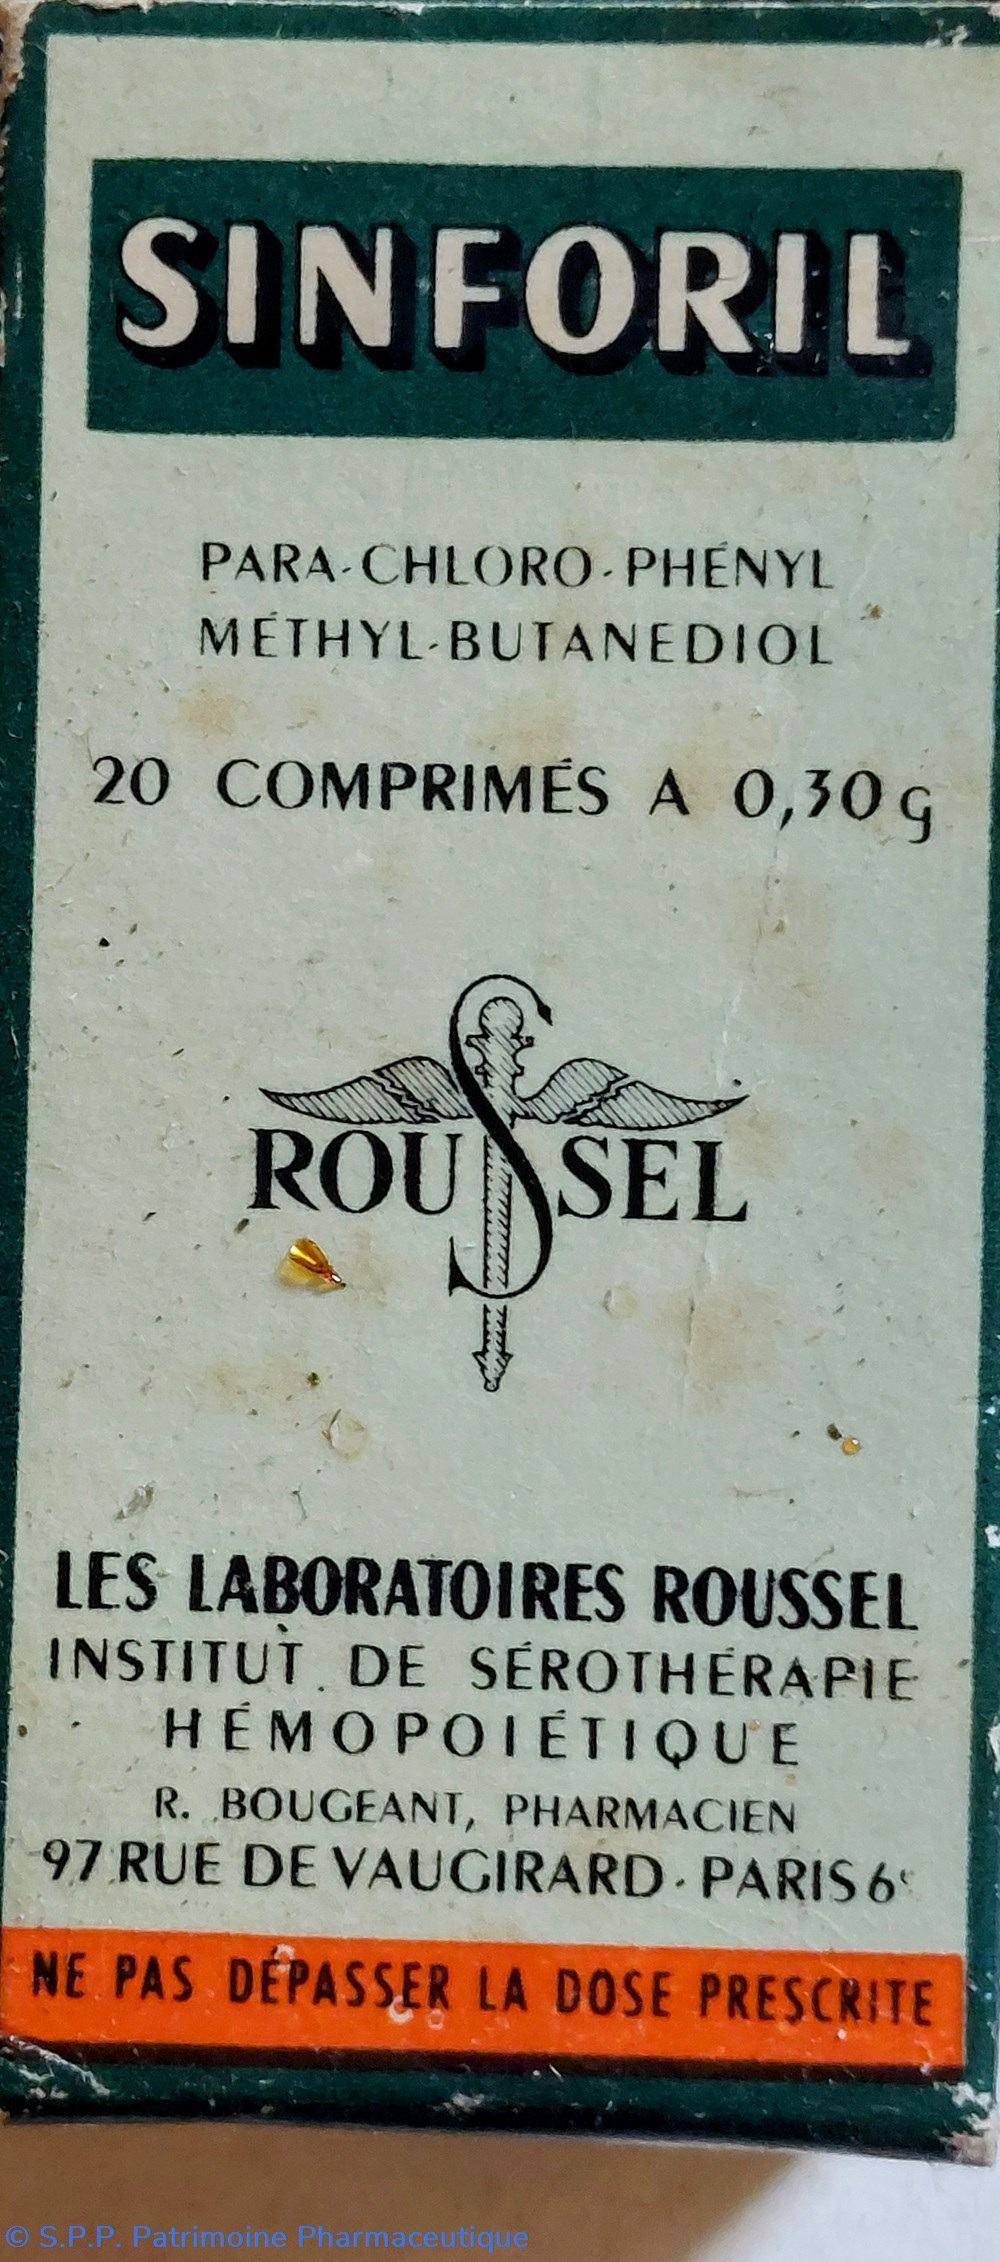 SINFORIL
PARA-CHLORO-PHÉNYL
MÉTHYL-BUTANEDIOL
20 COMPRIMÉS A 0,30 g
ROUSSEL
LES LABORATOIRES ROUSSEL
INSTITUT DE SÉROTHÉRAPIE
HÉMOPOIÉTIQUE
R. BOUGEANT, PHARMACIEN
97 RUE DE VAUGIRARD - PARIS 6e
NE PAS DÉPASSER LA DOSE PRESCRITE
© S.P.P. Patrimoine Pharmaceutique